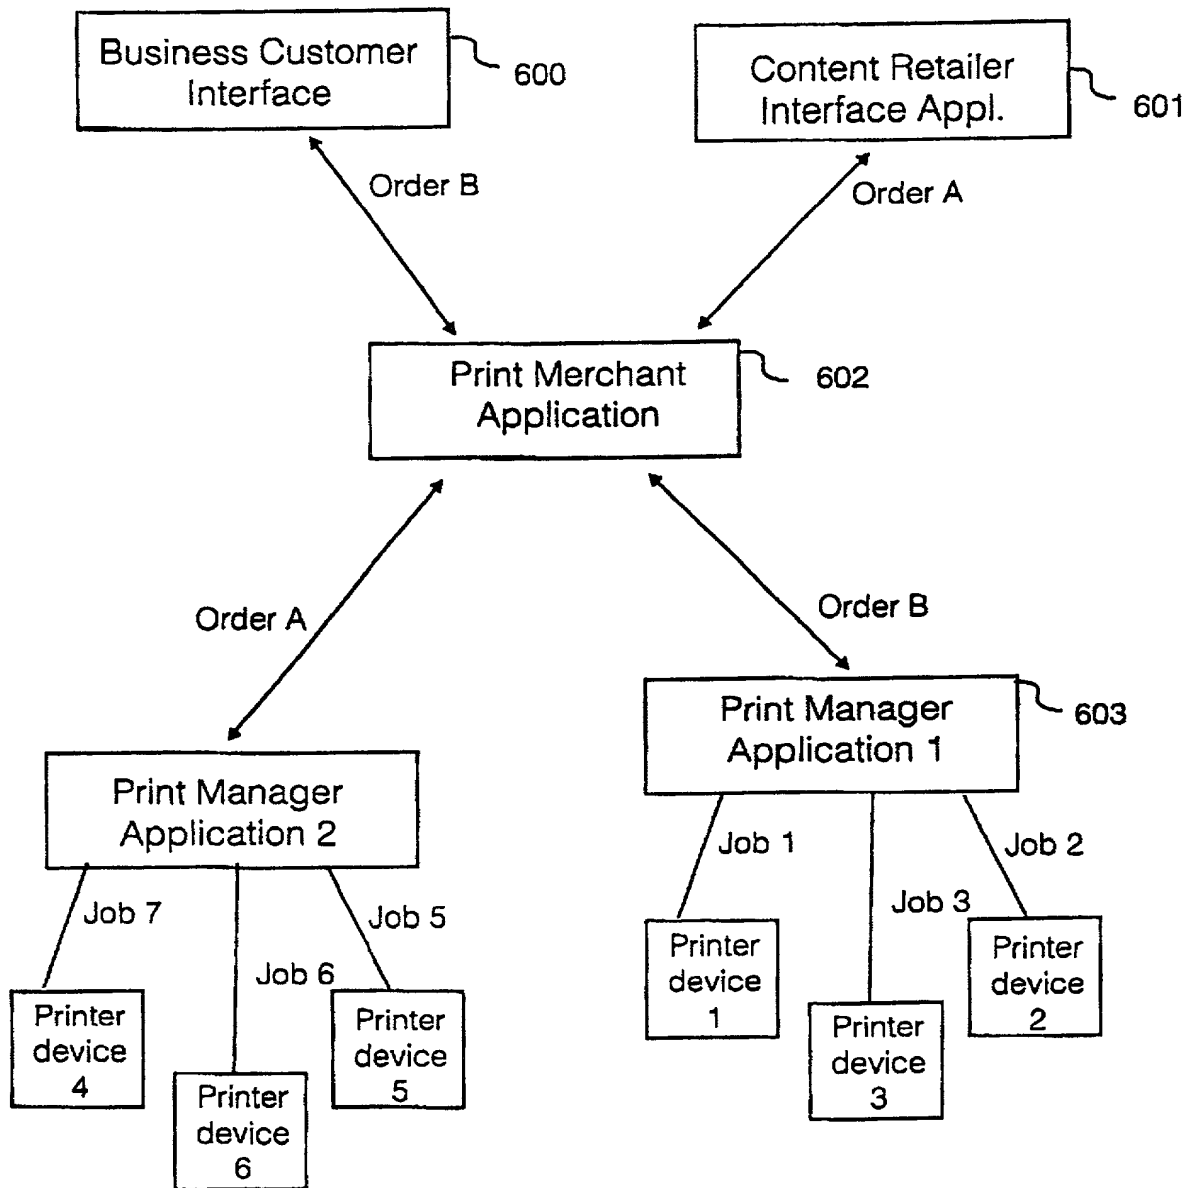 Business Customer
Interface
600
Content Retailer
Interface Appl.
601
Order B
Order A
Print Merchant
Application
602
Order A
Order B
Print Manager
Application 1
603
Print Manager
Application 2
Job 1
Job 2
Job 3
Job 7
Job 5
Job 6
Printer
device
1
Printer
device
2
Printer
device
3
Printer
device
4
Printer
device
5
Printer
device
6